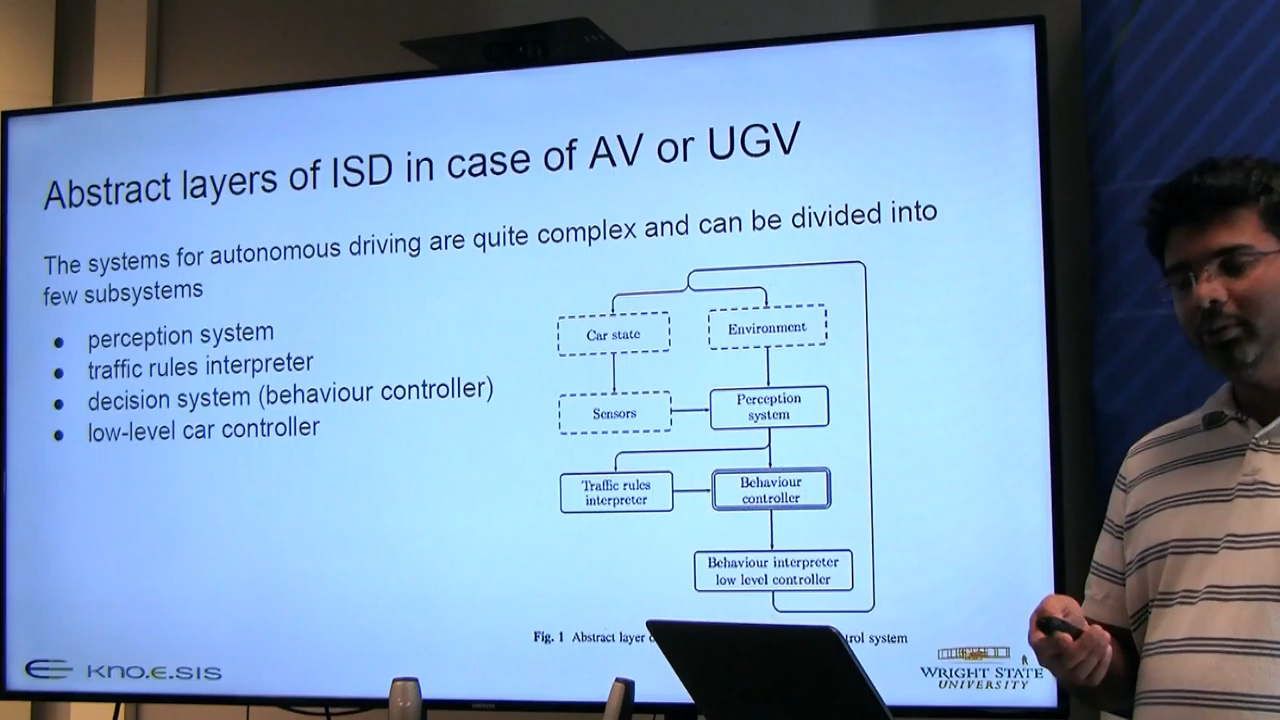 Abstract layers of ISD in case of AV or UGV
The systems for autonomous driving are quite complex and can be divided into
few subsystems
● perception system
● traffic rules interpreter
● decision system (behaviour controller)
● low-level car controller
Car state
Environment
Sensors
Perception
system
Traffic rules
interpreter
Behaviour
controller
Behaviour interpreter
low level controller
Fig. 1 Abstract layer
trol system
KNO.E.SIS
WRIGHT STATE
UNIVERSITY